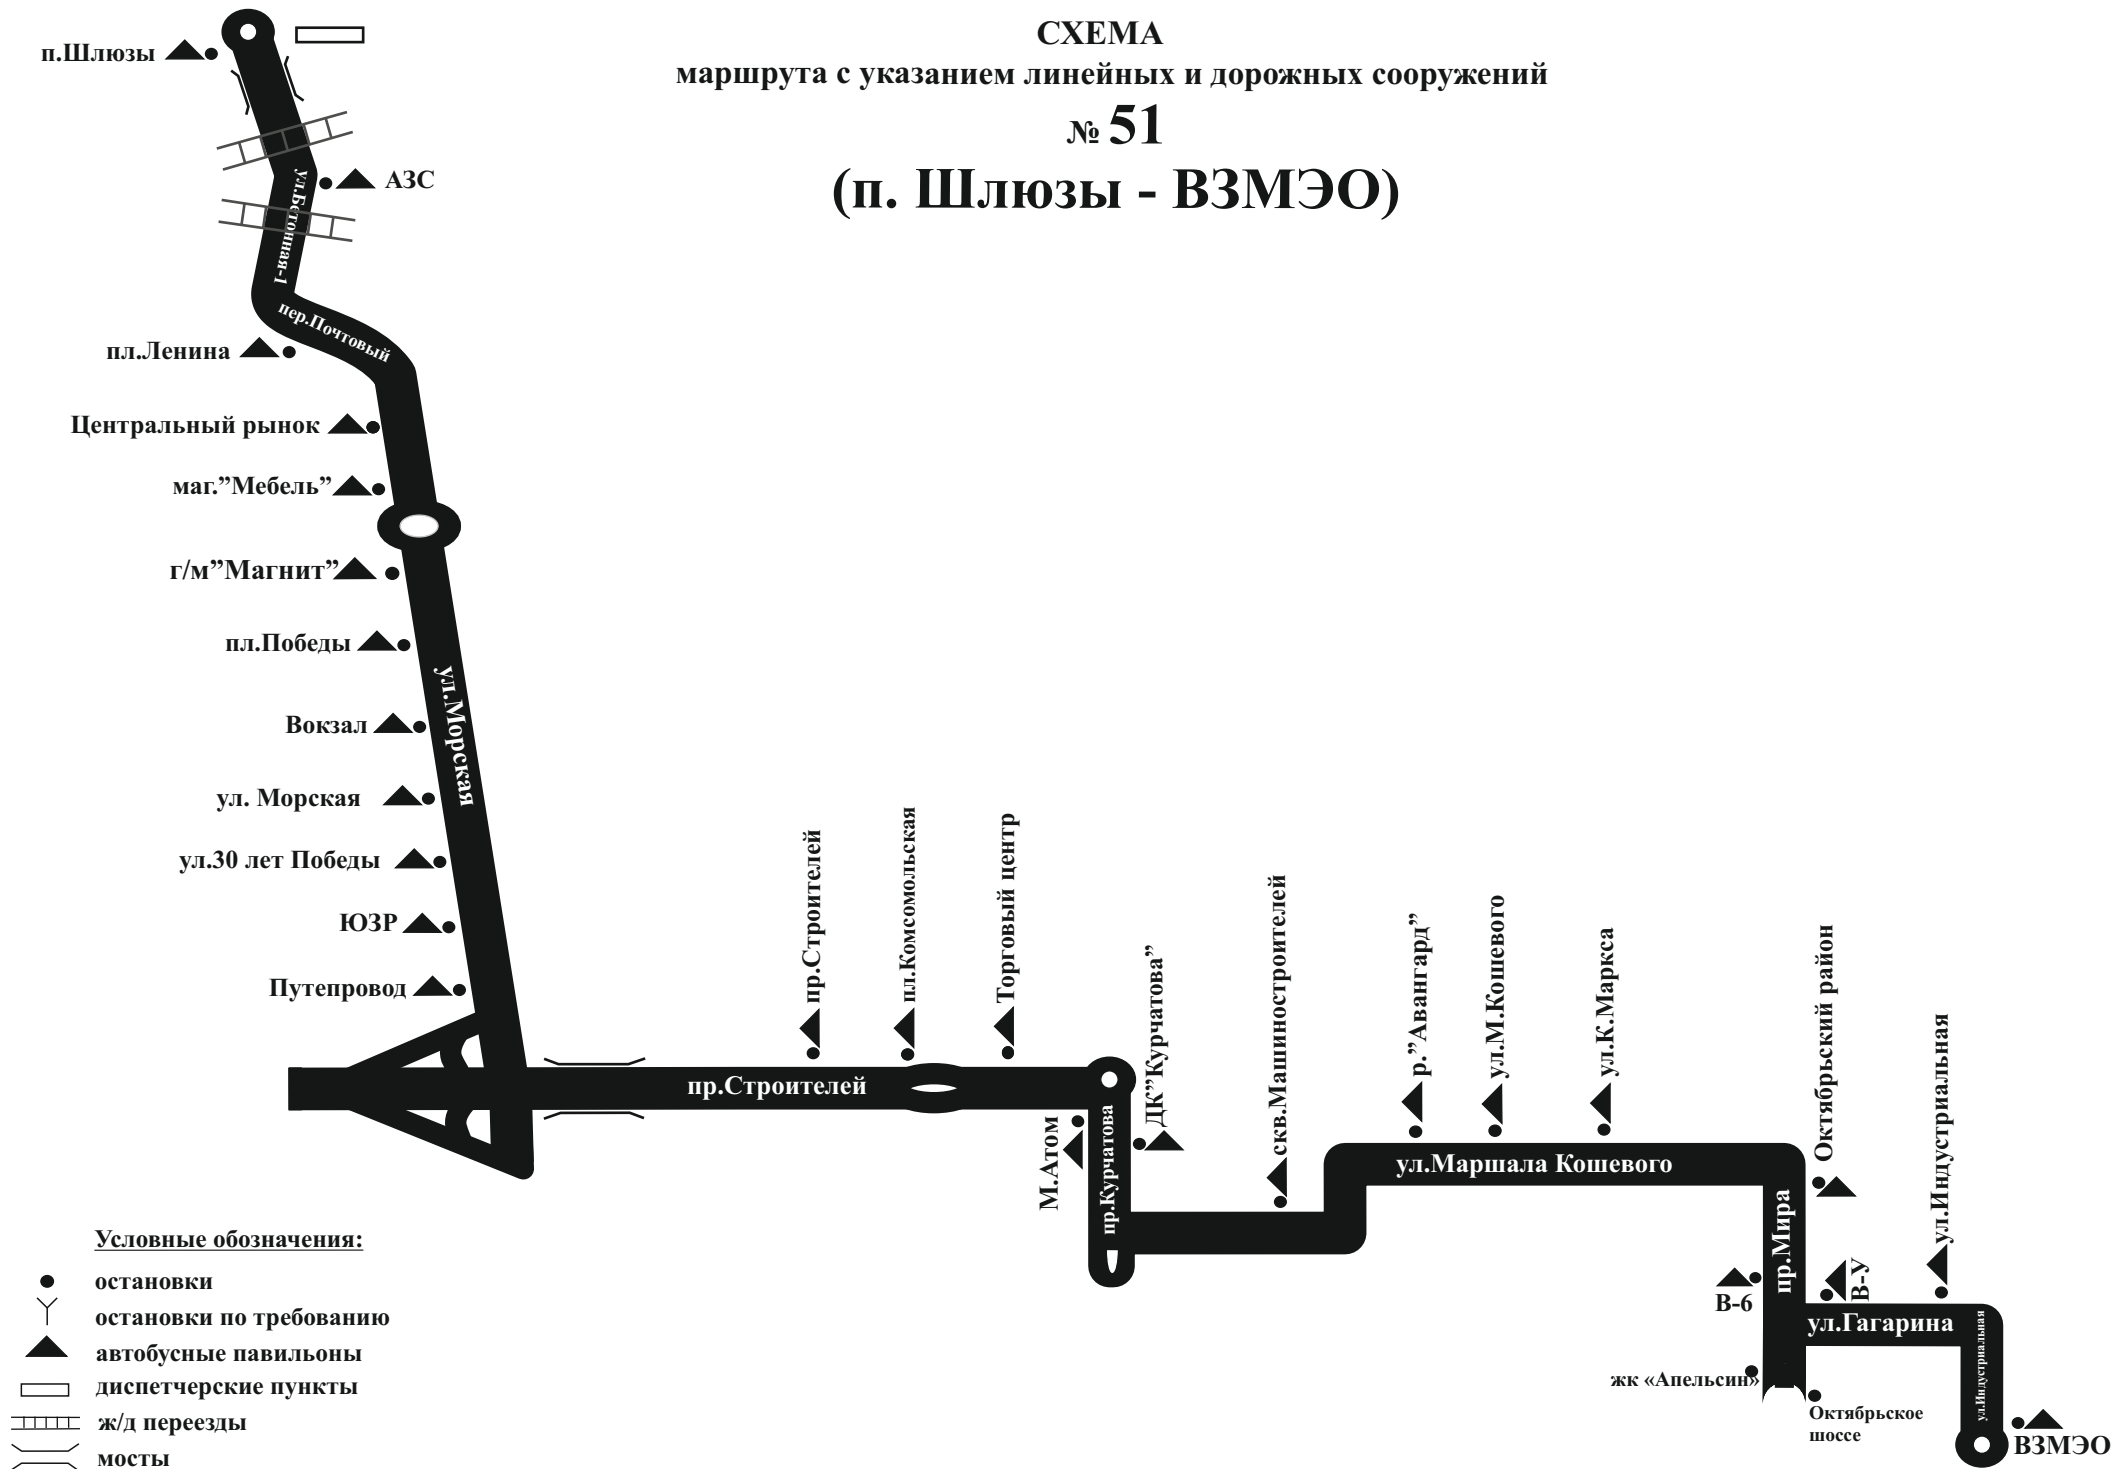 СХЕМА
маршрута с указанием линейных и дорожных сооружений
№ 51
(п. Шлюзы - ВЗМЭО)
п.Шлюзы
АЗС
ул.Бетонная-1
пер.Почтовый
пл.Ленина
Центральный рынок
маг.”Мебель”
г/м”Магнит”
пл.Победы
ул.Морская
Вокзал
ул. Морская
ул.30 лет Победы
ЮЗР
Путепровод
пр.Строителей
пр.Строителей
пл.Комсомольская
Торговый центр
М.Атом
пр.Курчатова
ДК”Курчатова”
скв.Машиностроителей
р.”Авангард”
ул.М.Кошевого
ул.К.Маркса
ул.Маршала Кошевого
Октябрьский район
пр.Мира
В-6
В-У
ул.Индустриальная
ул.Гагарина
ул.Индустриальная
жк «Апельсин»
Октябрьское
шоссе
ВЗМЭО
Условные обозначения:
остановки
остановки по требованию
автобусные павильоны
диспетчерские пункты
ж/д переезды
мосты